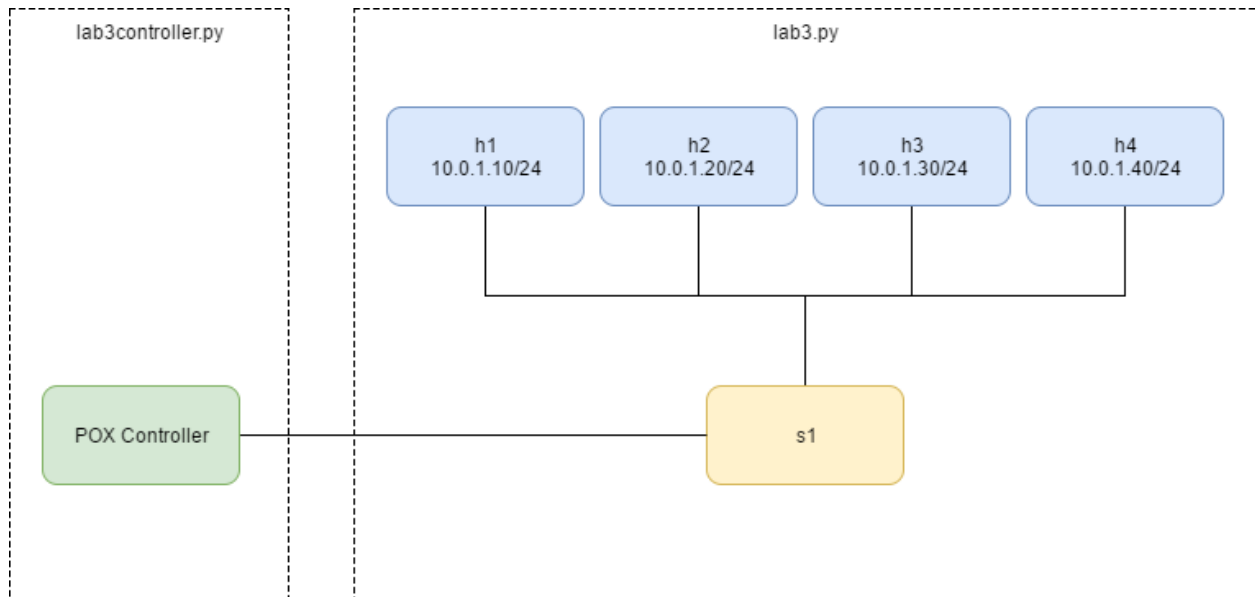 lab3controller.py
lab3.py
h1
10.0.1.10/24
h2
10.0.1.20/24
h3
10.0.1.30/24
h4
10.0.1.40/24
POX Controller
s1